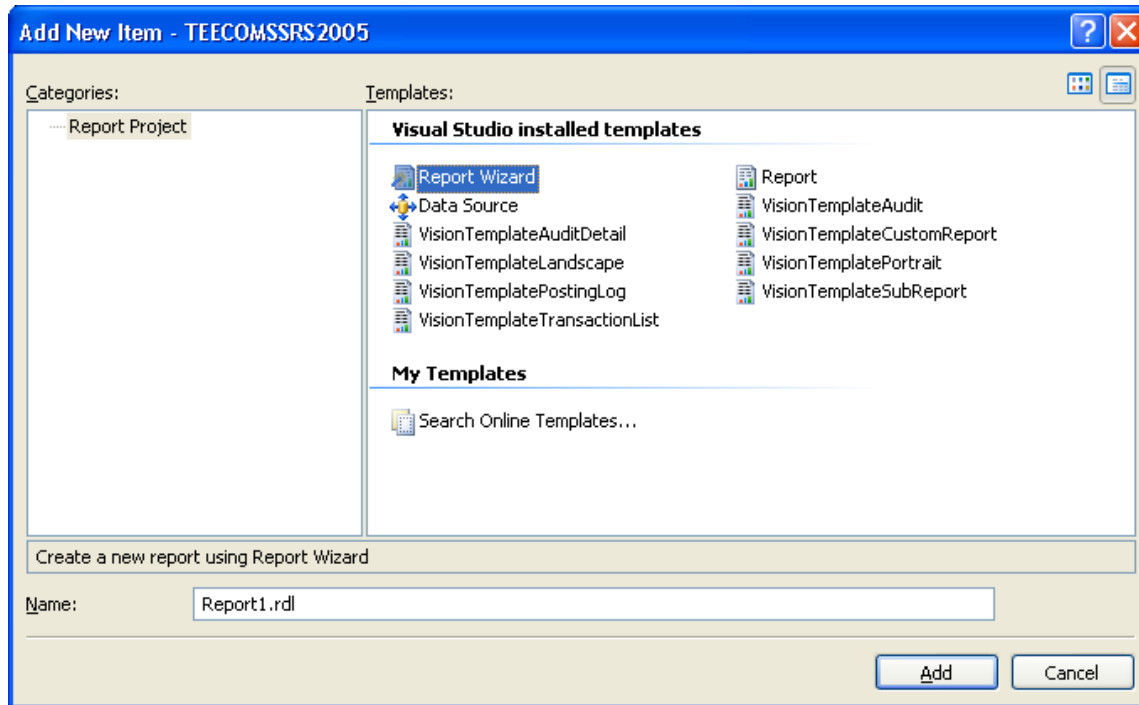 Add New Item - TEECOMSSRS2005
Categories:
Templates:
Report Project
Visual Studio installed templates
Report Wizard
Report
Data Source
VisionTemplateAudit
VisionTemplateAuditDetail
VisionTemplateCustomReport
VisionTemplateLandscape
VisionTemplatePortrait
VisionTemplatePostingLog
VisionTemplateSubReport
VisionTemplateTransactionList
My Templates
Search Online Templates...
Create a new report using Report Wizard
Name:
Report1.rdl
Add
Cancel